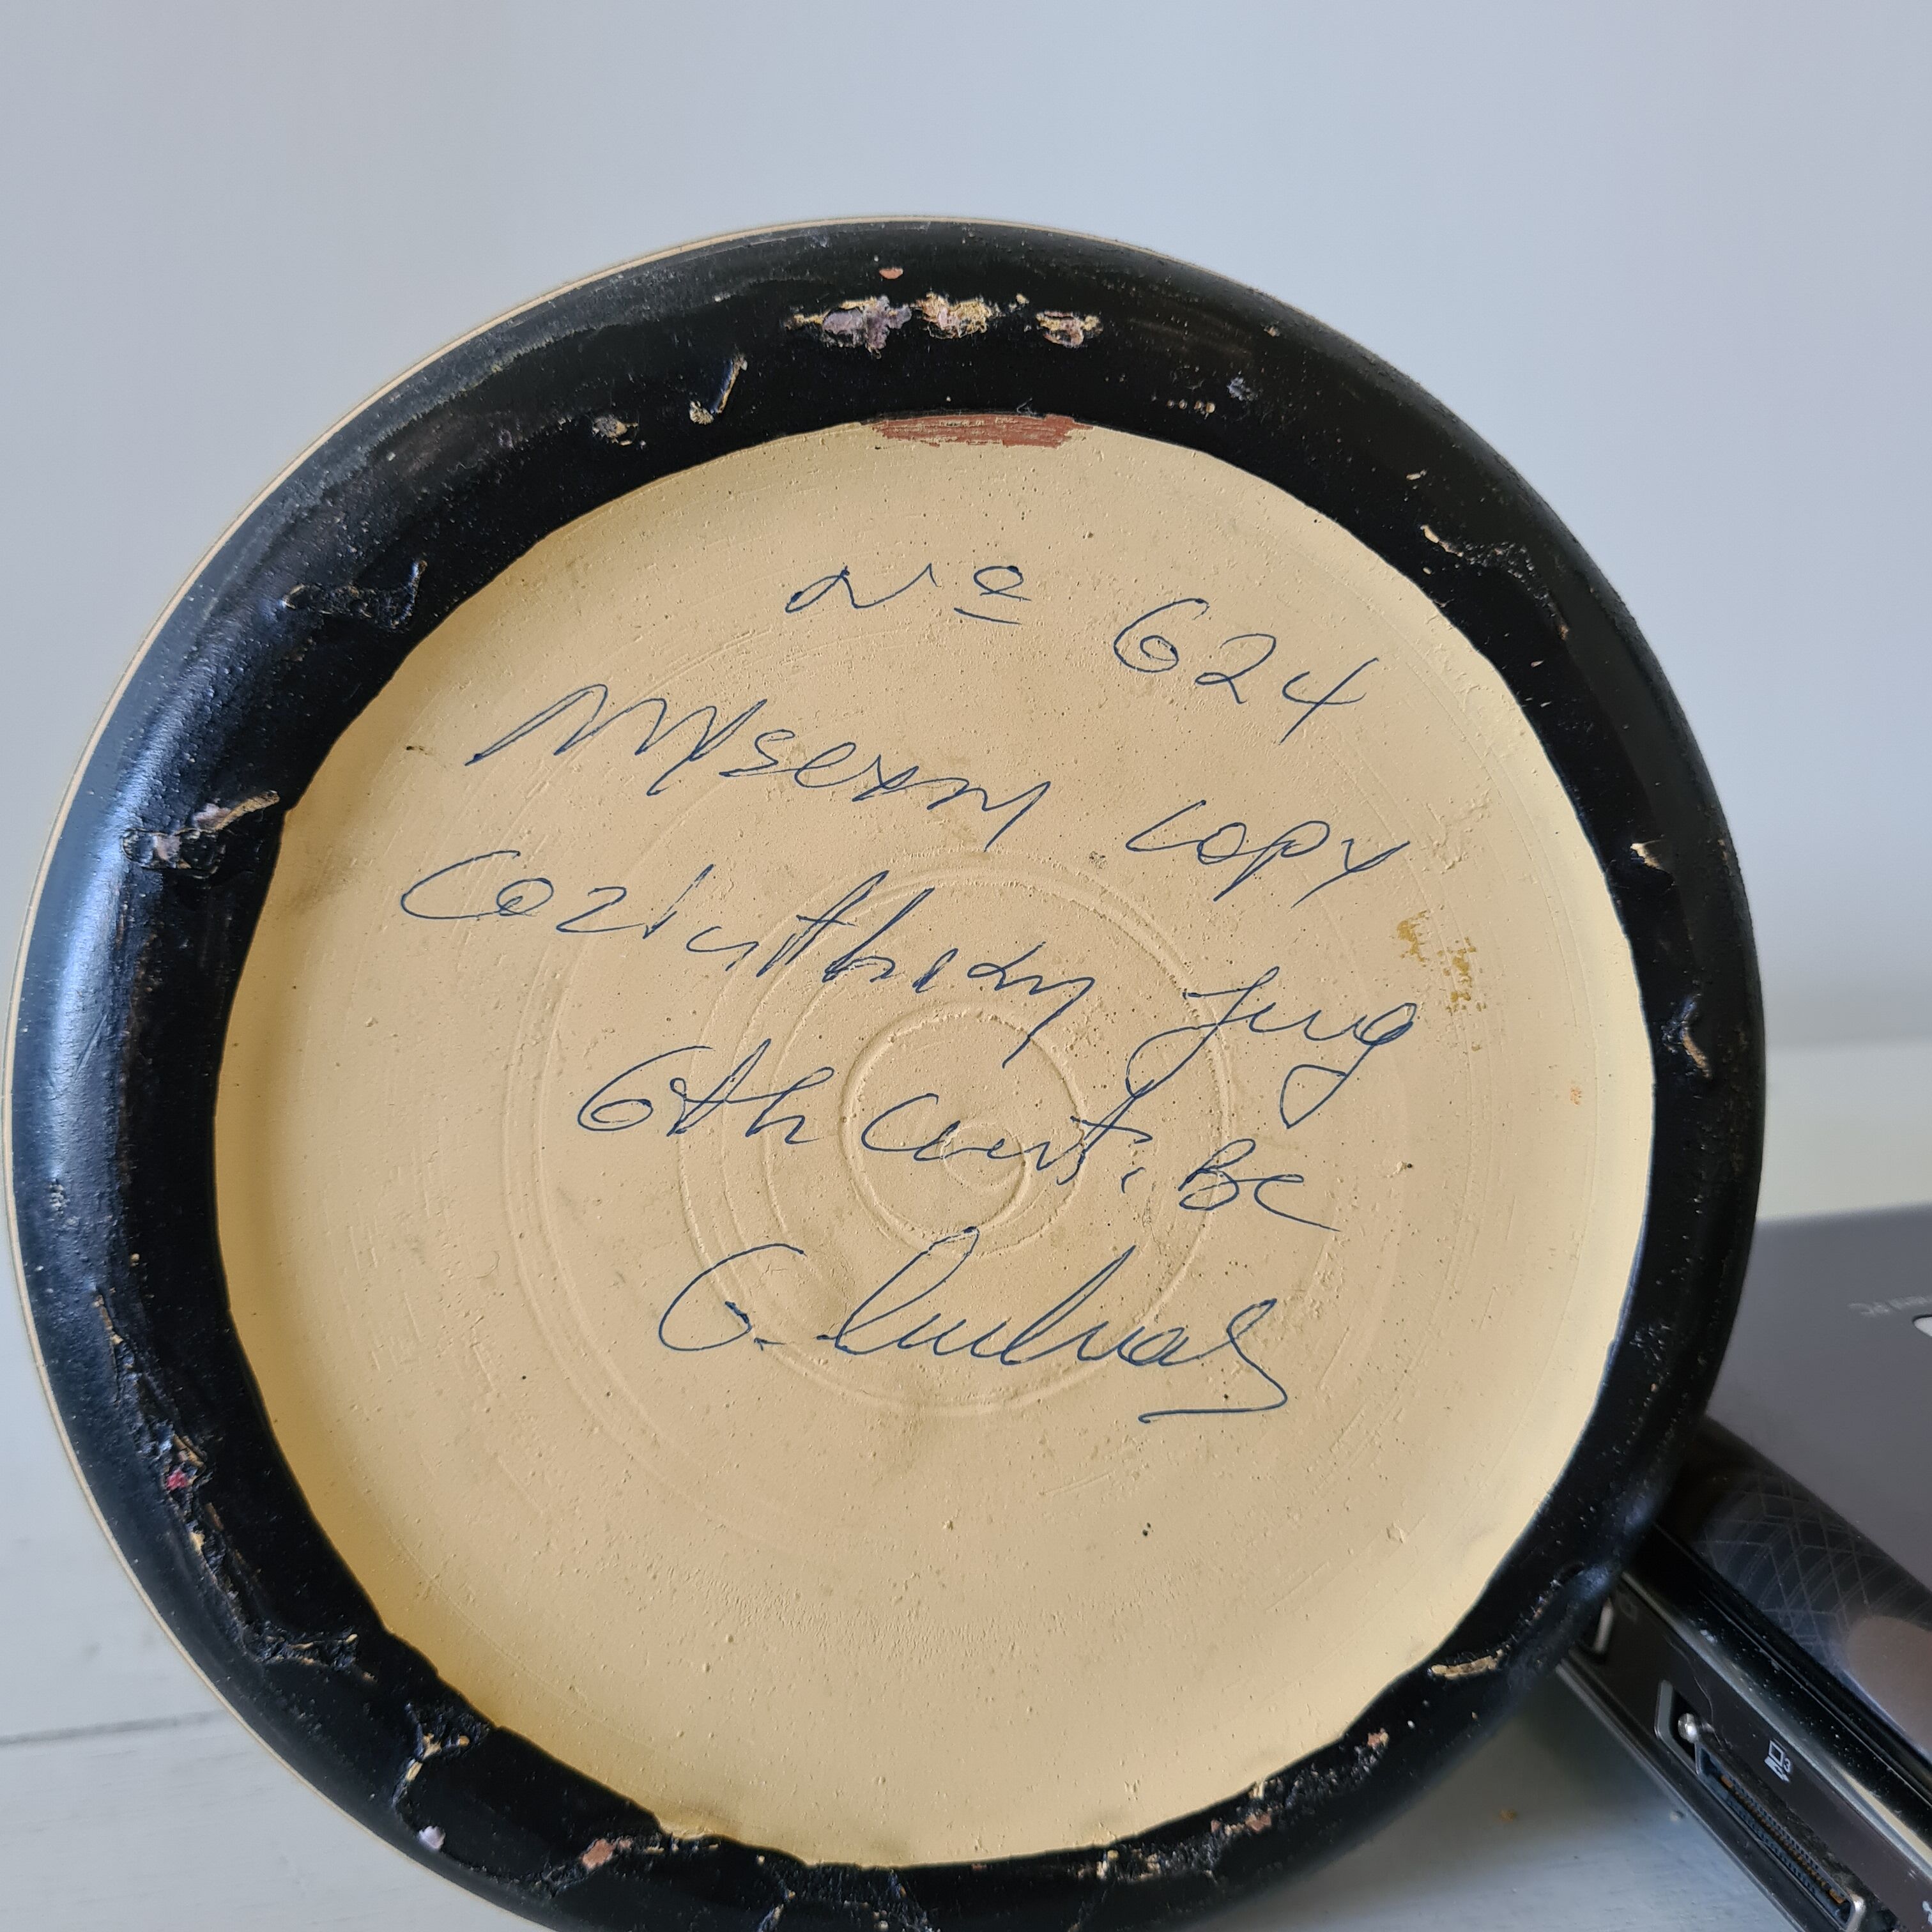 Nº 624
Museum copy
Corinthian Jug
6th Cent. BC